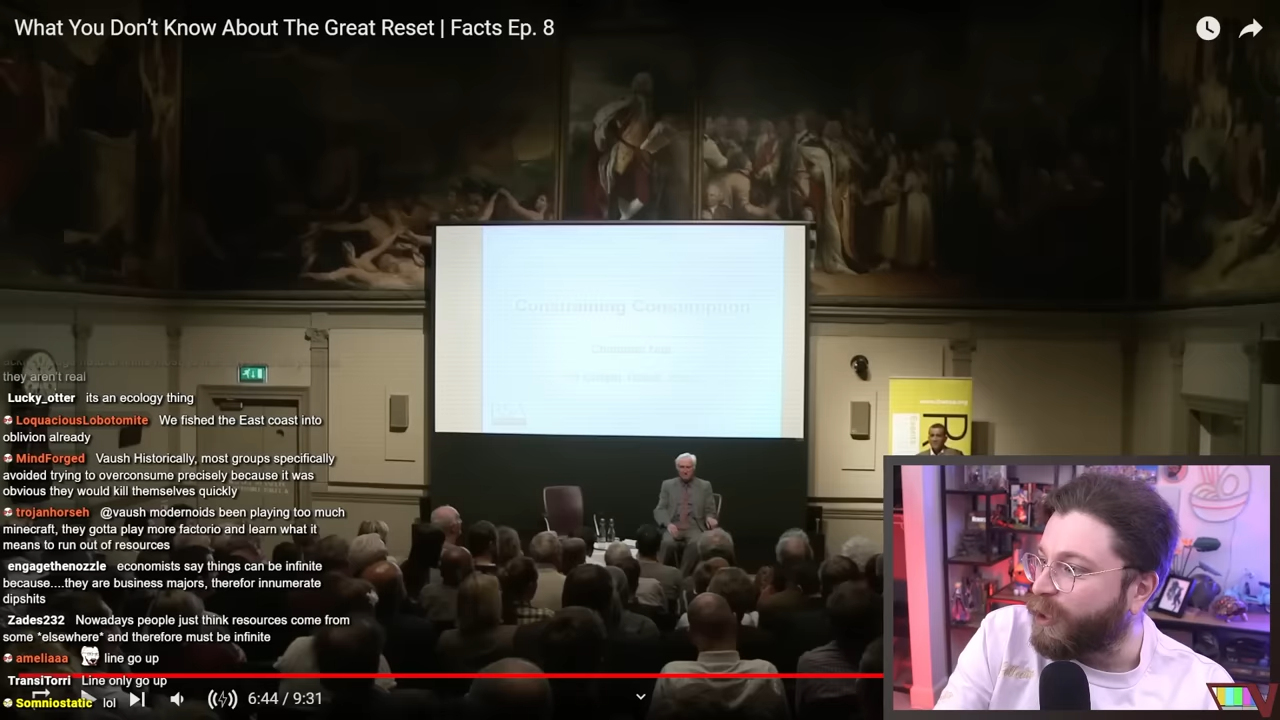 What You Don’t Know About The Great Reset | Facts Ep. 8
Constraining Consumption
www.thersa.org
they aren't real
Lucky_otter its an ecology thing
LoquaciousLobotomite We fished the East coast into
oblivion already
MindForged Vaush Historically, most groups specifically
avoided trying to overconsume precisely because it was
obvious they would kill themselves quickly
trojanhorseh @vaush modernoids been playing too much
minecraft, they gotta play more factorio and learn what it
means to run out of resources
engagethenozzle economists say things can be infinite
because....they are business majors, therefor innumerate
dipshits
Zades232 Nowadays people just think resources come from
some *elsewhere* and therefore must be infinite
ameliaaa line go up
TransiTorri Line only go up
Somniostatic lol
6:44 / 9:31